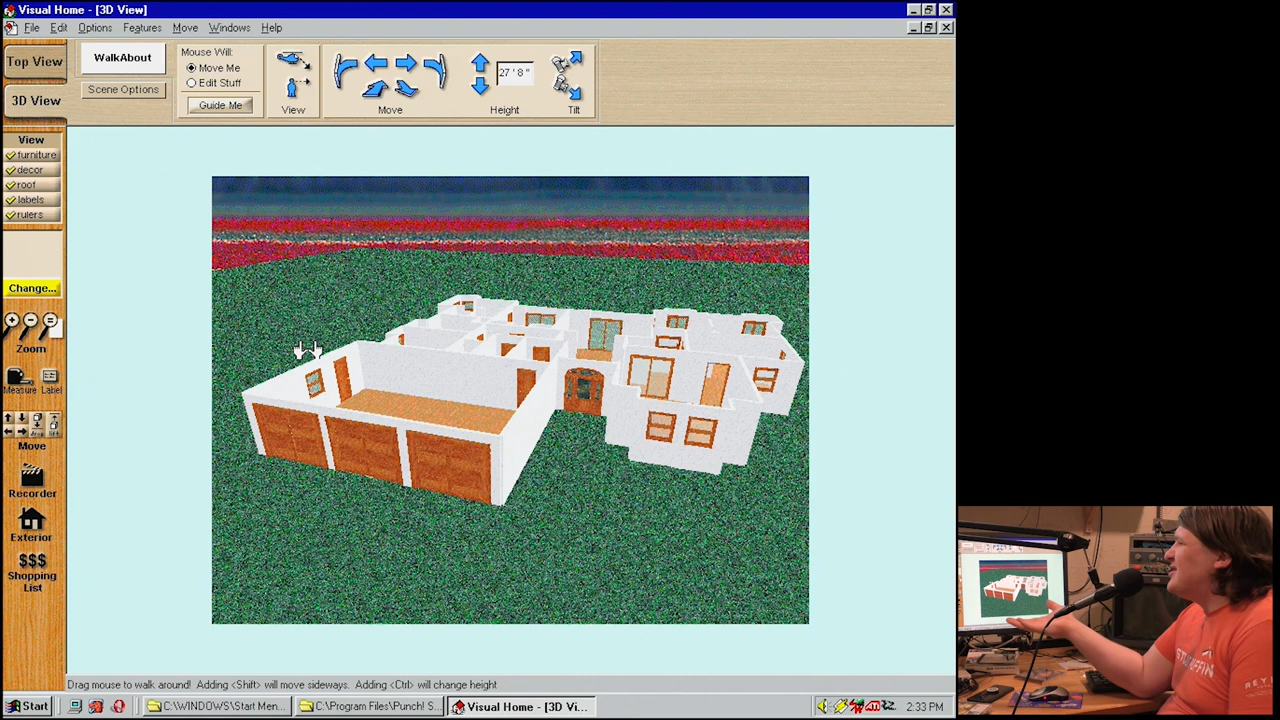 Visual Home - [3D View]
File Edit Options Features Move Windows Help
Top View
3D View
WalkAbout
Scene Options
Mouse Will:
Move Me
Edit Stuff
Guide Me
View
Move
27'8"
Height
Tilt
View
furniture
decor
roof
labels
rulers
Change...
Zoom
Measure Label
Move
Recorder
Exterior
$$$
Shopping
List
Drag mouse to walk around! Adding <Shift> will move sideways. Adding <Ctrl> will change height
Start C:\WINDOWS\Start Men... C:\Program Files\Punch! S... Visual Home - [3D Vi... 2:33 PM